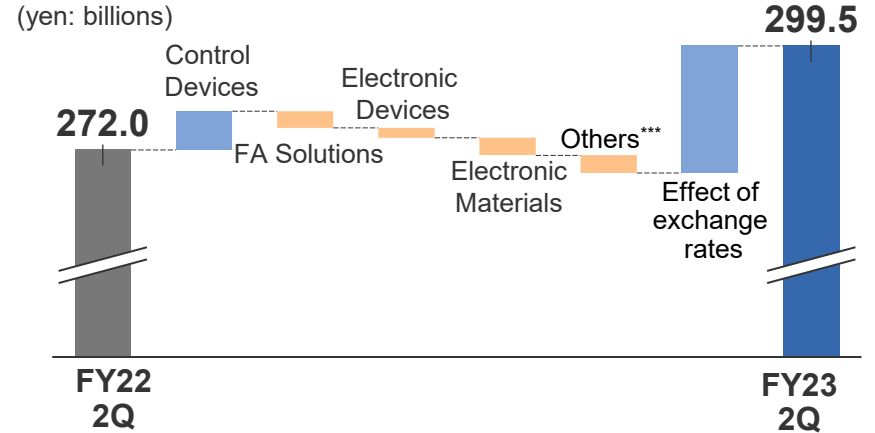 (yen: billions)
299.5
Control
Devices
Electronic
Devices
272.0
FA Solutions
Others***
Electronic
Materials
Effect of
exchange
rates
FY22
2Q
FY23
2Q